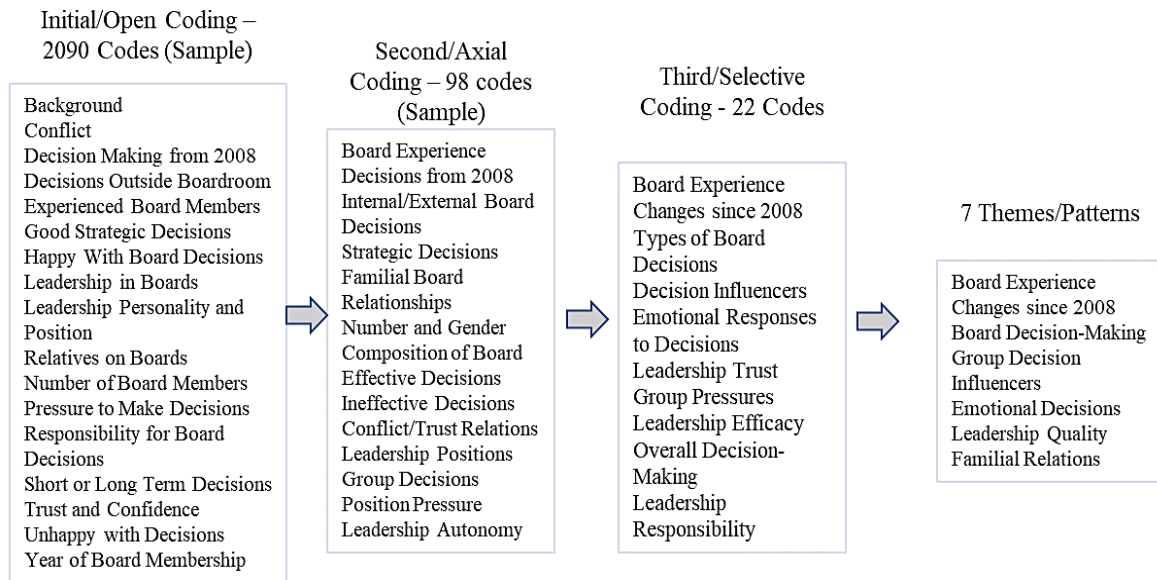 Initial/Open Coding –
2090 Codes (Sample)
Background
Conflict
Decision Making from 2008
Decisions Outside Boardroom
Experienced Board Members
Good Strategic Decisions
Happy With Board Decisions
Leadership in Boards
Leadership Personality and
Position
Relatives on Boards
Number of Board Members
Pressure to Make Decisions
Responsibility for Board
Decisions
Short or Long Term Decisions
Trust and Confidence
Unhappy with Decisions
Year of Board Membership
Second/Axial
Coding – 98 codes
(Sample)
Board Experience
Decisions from 2008
Internal/External Board
Decisions
Strategic Decisions
Familial Board
Relationships
Number and Gender
Composition of Board
Effective Decisions
Ineffective Decisions
Conflict/Trust Relations
Leadership Positions
Group Decisions
Position Pressure
Leadership Autonomy
Third/Selective
Coding - 22 Codes
Board Experience
Changes since 2008
Types of Board
Decisions
Decision Influencers
Emotional Responses
to Decisions
Leadership Trust
Group Pressures
Leadership Efficacy
Overall Decision-
Making
Leadership
Responsibility
7 Themes/Patterns
Board Experience
Changes since 2008
Board Decision-Making
Group Decision
Influencers
Emotional Decisions
Leadership Quality
Familial Relations